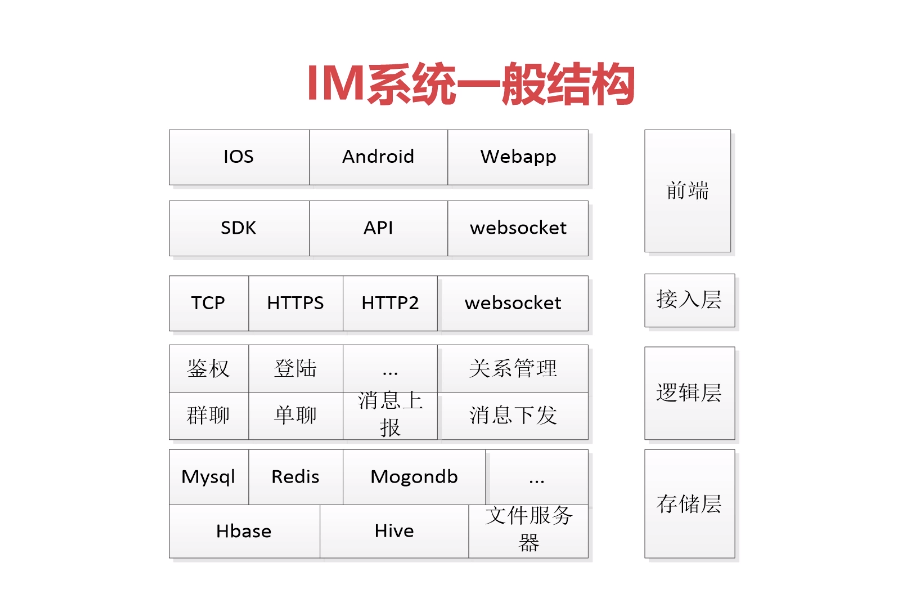 IM系统一般结构
IOS Android Webapp
前端
SDK API websocket
TCP HTTPS HTTP2 websocket
接入层
鉴权 登陆 ... 关系管理
逻辑层
群聊 单聊 消息上
报 消息下发
Mysql Redis Mogondb ...
存储层
Hbase Hive 文件服务
器